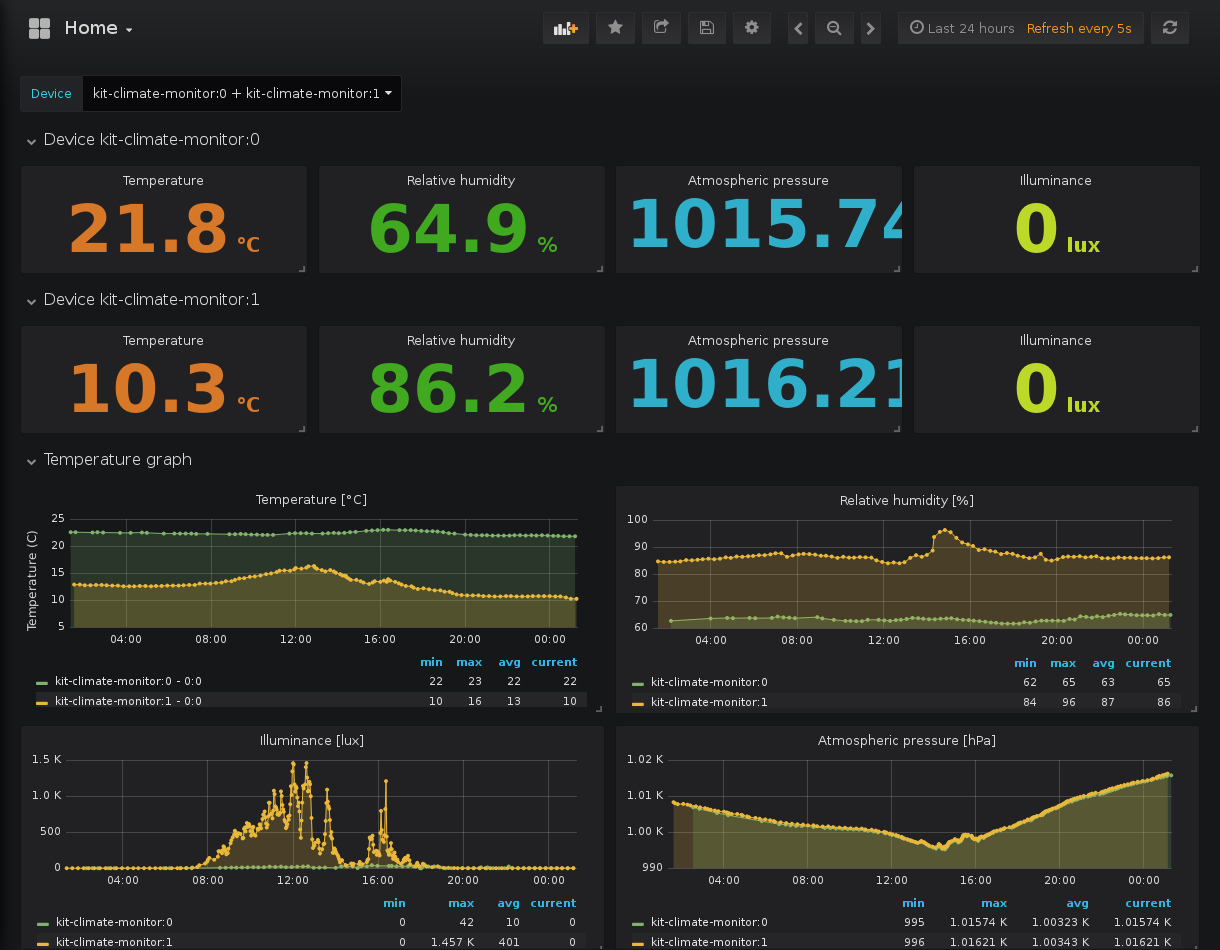 Home
Last 24 hours Refresh every 5s
Device kit-climate-monitor:0 + kit-climate-monitor:1
Device kit-climate-monitor:0
Temperature Relative humidity Atmospheric pressure Illuminance
21.8 °C 64.9 % 1015.74 0 lux
Device kit-climate-monitor:1
Temperature Relative humidity Atmospheric pressure Illuminance
10.3 °C 86.2 % 1016.21 0 lux
Temperature graph
Temperature [°C]
Temperature (C)
25
20
15
10
5
04:00 08:00 12:00 16:00 20:00 00:00
min max avg current
kit-climate-monitor:0 - 0:0 22 23 22 22
kit-climate-monitor:1 - 0:0 10 16 13 10
Relative humidity [%]
100
90
80
70
60
04:00 08:00 12:00 16:00 20:00 00:00
min max avg current
kit-climate-monitor:0 62 65 63 65
kit-climate-monitor:1 84 96 87 86
Illuminance [lux]
1.5 K
1.0 K
500
0
04:00 08:00 12:00 16:00 20:00 00:00
min max avg current
kit-climate-monitor:0 0 42 10 0
kit-climate-monitor:1 0 1.457 K 401 0
Atmospheric pressure [hPa]
1.02 K
1.01 K
1.00 K
990
04:00 08:00 12:00 16:00 20:00 00:00
min max avg current
kit-climate-monitor:0 995 1.01574 K 1.00323 K 1.01574 K
kit-climate-monitor:1 996 1.01621 K 1.00343 K 1.01621 K